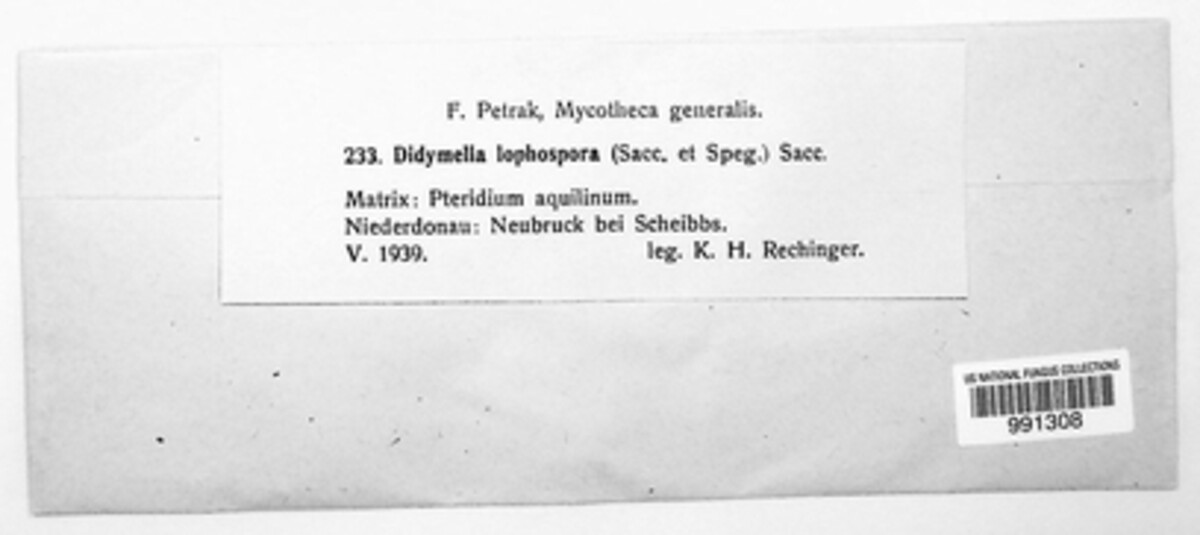 F. Petrak, Mycotheca generalis.
233. Didymella lophospora (Sacc. et Speg.) Sacc.
Matrix: Pteridium aquilinum.
Niederdonau: Neubruck bei Scheibbs.
V. 1939. leg. K. H. Rechinger.
US NATIONAL FUNGUS COLLECTIONS
991308